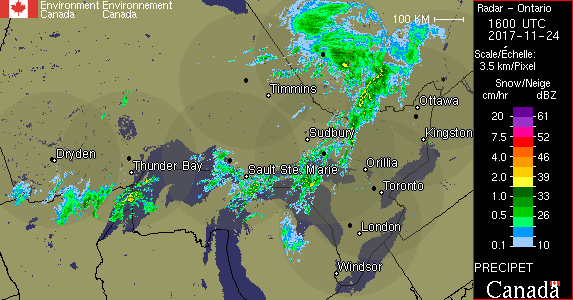 Environment Environnement
Canada Canada
100 KM
Timmins
Ottawa
Sudbury
Kingston
Dryden
Thunder Bay
Sault Ste. Marie
Orillia
Toronto
London
Windsor
Radar - Ontario
1600 UTC
2017-11-24
Scale/Échelle:
3.5 km/Pixel
Snow/Neige
cm/hr dBZ
20 61
7.5 52
4.0 46
2.0 39
1.0 33
0.5 26
0.1 10
PRECIPET
Canada